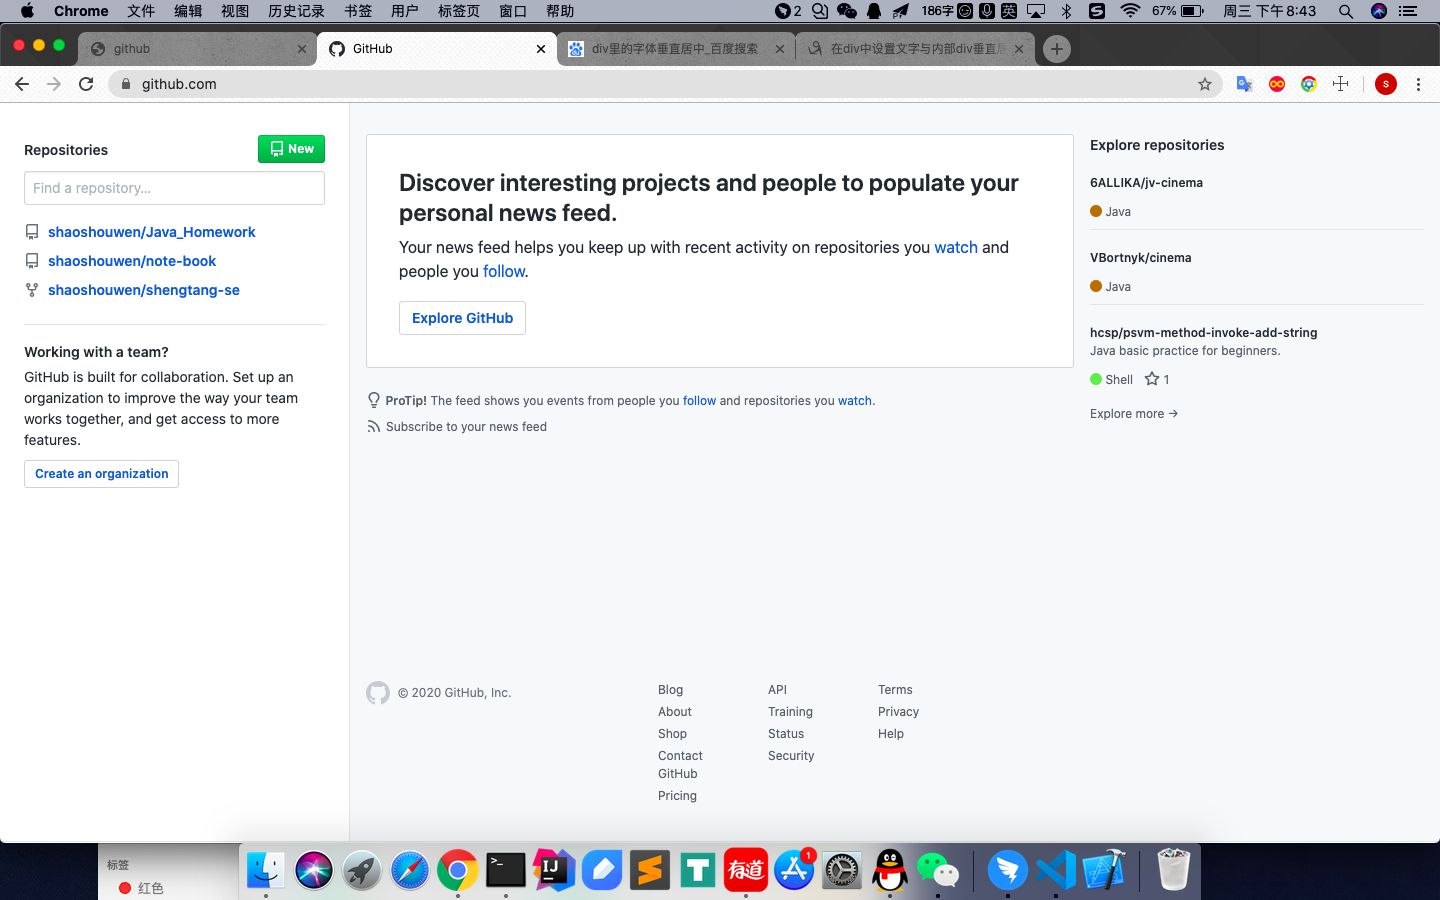 Chrome 文件 编辑 视图 历史记录 书签 用户 标签页 窗口 帮助 2 186字 英 67% 周三 下午8:43
github GitHub div里的字体垂直居中_百度搜索 在div中设置文字与内部div垂直居
github.com S
Repositories New
Find a repository...
shaoshouwen/Java_Homework
shaoshouwen/note-book
shaoshouwen/shengtang-se
Working with a team?
GitHub is built for collaboration. Set up an
organization to improve the way your team
works together, and get access to more
features.
Create an organization
Discover interesting projects and people to populate your
personal news feed.
Your news feed helps you keep up with recent activity on repositories you watch and
people you follow.
Explore GitHub
ProTip! The feed shows you events from people you follow and repositories you watch.
Subscribe to your news feed
Explore repositories
6ALLIKA/jv-cinema
Java
VBortnyk/cinema
Java
hcsp/psvm-method-invoke-add-string
Java basic practice for beginners.
Shell 1
Explore more →
© 2020 GitHub, Inc.
Blog
About
Shop
Contact
GitHub
Pricing
API
Training
Status
Security
Terms
Privacy
Help
标签
红色
>_ IJ S T 有道 1